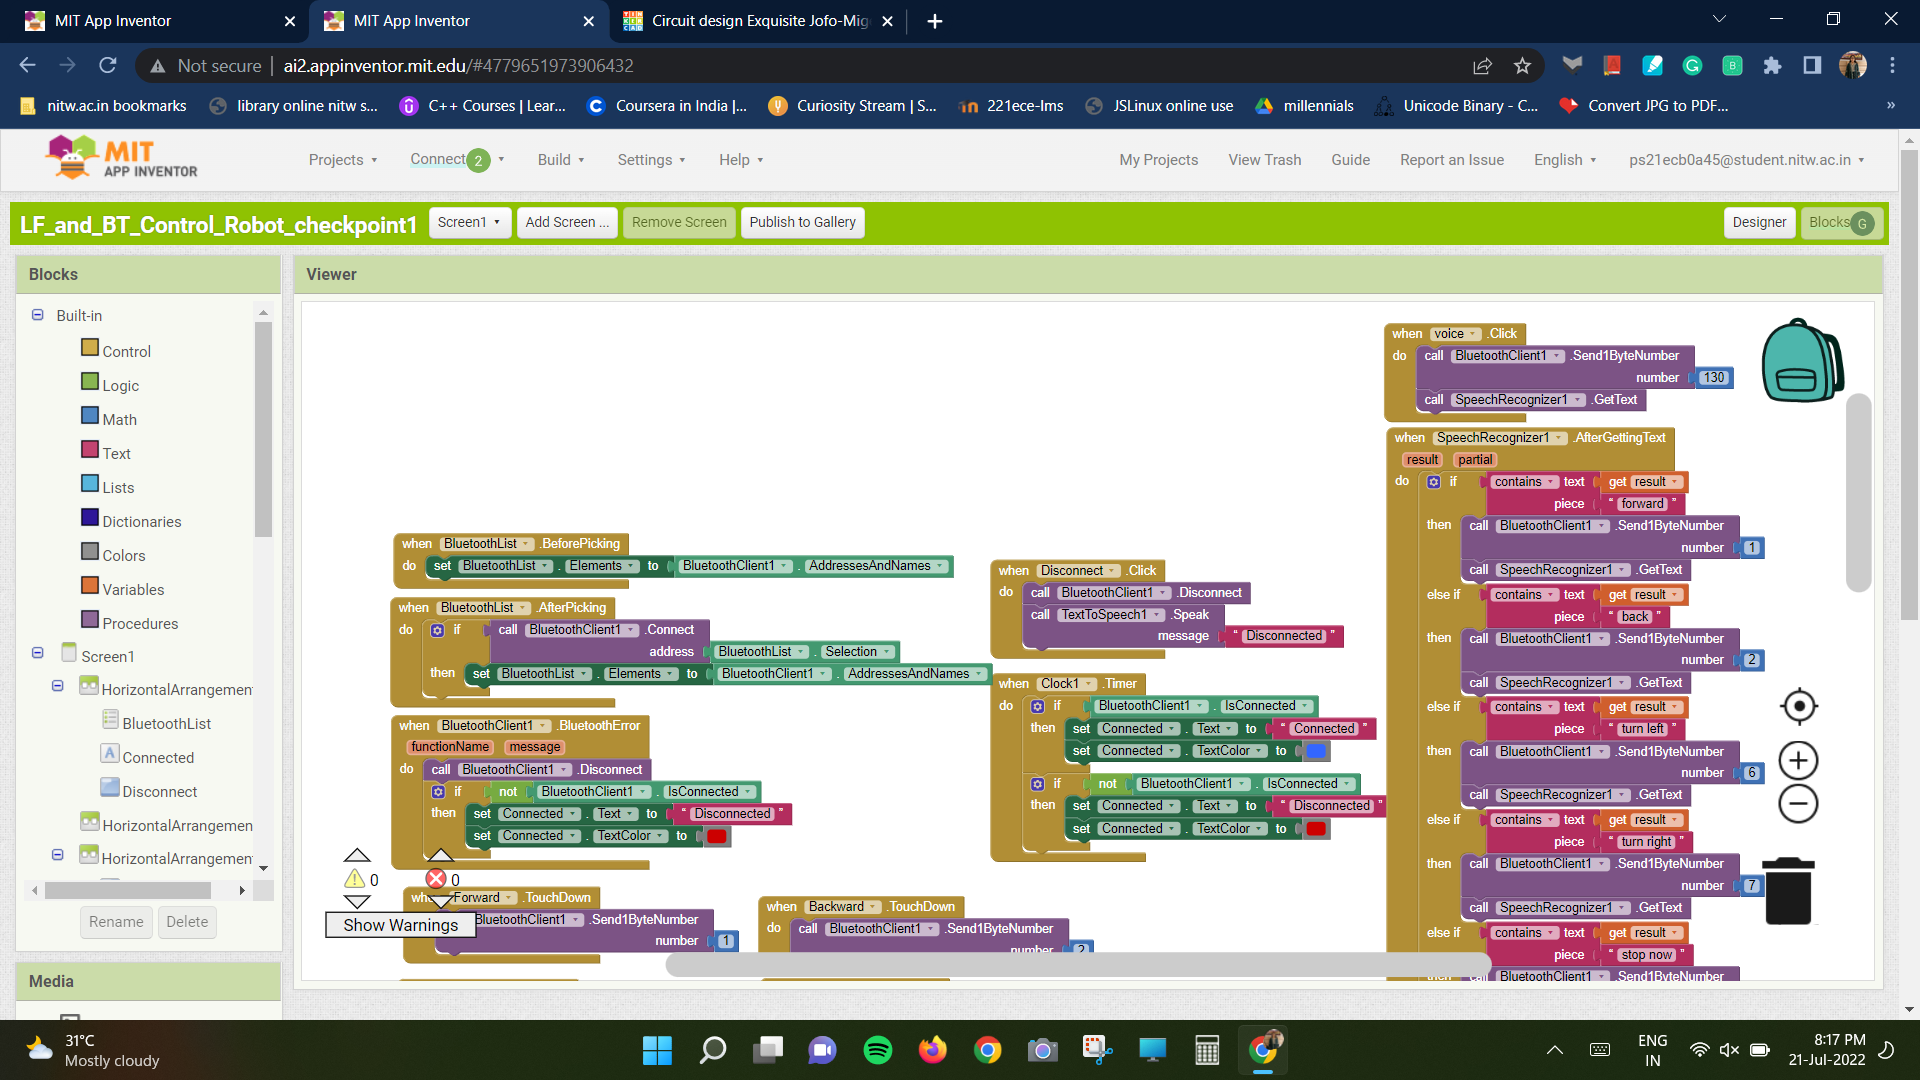 MIT App Inventor
MIT App Inventor
Circuit design Exquisite Jofo-Mig
Not secure | ai2.appinventor.mit.edu/#4779651973906432
nitw.ac.in bookmarks
library online nitw s...
C++ Courses | Lear...
Coursera in India |...
Curiosity Stream | S...
221ece-lms
JSLinux online use
millennials
Unicode Binary - C...
Convert JPG to PDF...
MIT
APP INVENTOR
Projects
Connect 2
Build
Settings
Help
My Projects
View Trash
Guide
Report an Issue
English
ps21ecb0a45@student.nitw.ac.in
LF_and_BT_Control_Robot_checkpoint1
Screen1
Add Screen ...
Remove Screen
Publish to Gallery
Designer
Blocks G
Blocks
Built-in
Control
Logic
Math
Text
Lists
Dictionaries
Colors
Variables
Procedures
Screen1
HorizontalArrangemen
BluetoothList
Connected
Disconnect
HorizontalArrangemen
HorizontalArrangemen
Rename Delete
Media
Viewer
when BluetoothList .BeforePicking
do set BluetoothList . Elements to BluetoothClient1 . AddressesAndNames
when BluetoothList .AfterPicking
do if call BluetoothClient1 .Connect
address BluetoothList . Selection
then set BluetoothList . Elements to BluetoothClient1 . AddressesAndNames
when BluetoothClient1 .BluetoothError
functionName message
do call BluetoothClient1 .Disconnect
if not BluetoothClient1 . IsConnected
then set Connected . Text to " Disconnected "
set Connected . TextColor to
0 0
Show Warnings
Forward .TouchDown
BluetoothClient1 .Send1ByteNumber
number 1
when Backward .TouchDown
do call BluetoothClient1 .Send1ByteNumber
number 2
when Disconnect .Click
do call BluetoothClient1 .Disconnect
call TextToSpeech1 .Speak
message " Disconnected "
when Clock1 .Timer
do if BluetoothClient1 . IsConnected
then set Connected . Text to " Connected "
set Connected . TextColor to
if not BluetoothClient1 . IsConnected
then set Connected . Text to " Disconnected "
set Connected . TextColor to
when voice .Click
do call BluetoothClient1 .Send1ByteNumber
number 130
call SpeechRecognizer1 .GetText
when SpeechRecognizer1 .AfterGettingText
result partial
do if contains text get result
piece " forward "
then call BluetoothClient1 .Send1ByteNumber
number 1
call SpeechRecognizer1 .GetText
else if contains text get result
piece " back "
then call BluetoothClient1 .Send1ByteNumber
number 2
call SpeechRecognizer1 .GetText
else if contains text get result
piece " turn left "
then call BluetoothClient1 .Send1ByteNumber
number 6
call SpeechRecognizer1 .GetText
else if contains text get result
piece " turn right "
then call BluetoothClient1 .Send1ByteNumber
number 7
call SpeechRecognizer1 .GetText
else if contains text get result
piece " stop now "
then call BluetoothClient1 .Send1ByteNumber
31°C
Mostly cloudy
ENG
IN
8:17 PM
21-Jul-2022